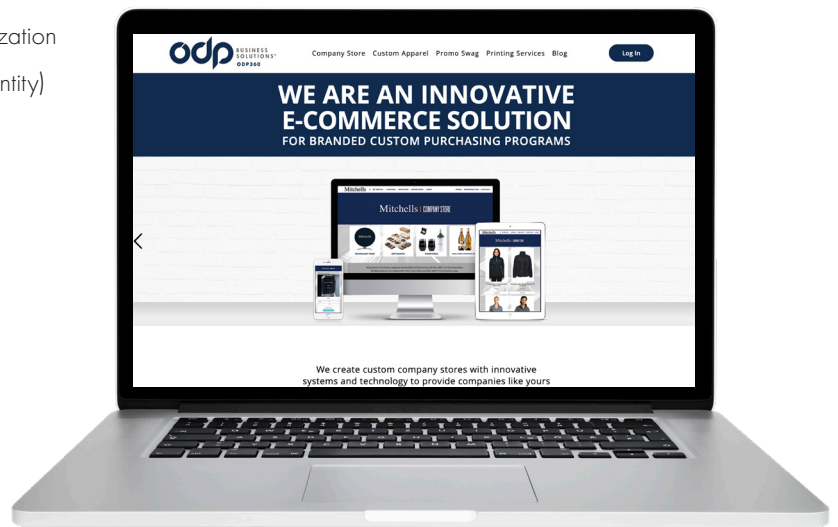 zation
ntity)
odp BUSINESS
SOLUTIONS
ODP360
Company Store Custom Apparel Promo Swag Printing Services Blog Log In
WE ARE AN INNOVATIVE
E-COMMERCE SOLUTION
FOR BRANDED CUSTOM PURCHASING PROGRAMS
Mitchells
Mitchells | COMPANY STORE
Mitchells
We create custom company stores with innovative
systems and technology to provide companies like yours